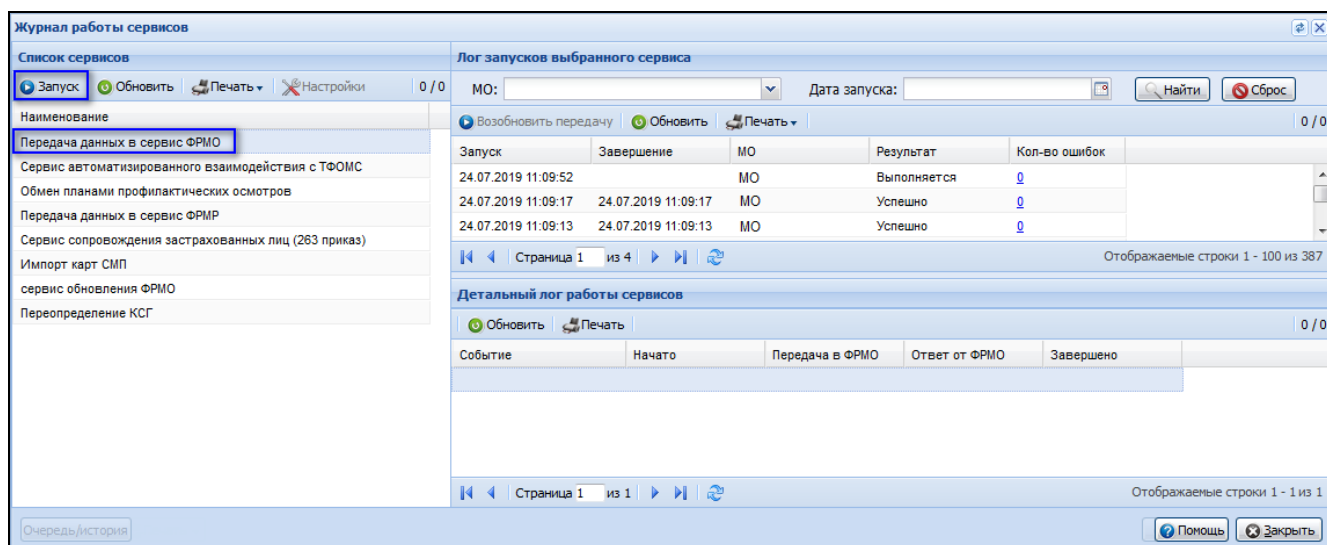 Журнал работы сервисов
Список сервисов
Запуск Обновить Печать Настройки 0 / 0
Наименование
Передача данных в сервис ФРМО
Сервис автоматизированного взаимодействия с ТФОМС
Обмен планами профилактических осмотров
Передача данных в сервис ФРМР
Сервис сопровождения застрахованных лиц (263 приказ)
Импорт карт СМП
сервис обновления ФРМО
Переопределение КСГ
Лог запусков выбранного сервиса
МО: Дата запуска: Найти Сброс
Возобновить передачу Обновить Печать 0 / 0
Запуск Завершение МО Результат Кол-во ошибок
24.07.2019 11:09:52 МО Выполняется 0
24.07.2019 11:09:17 24.07.2019 11:09:17 МО Успешно 0
24.07.2019 11:09:13 24.07.2019 11:09:13 МО Успешно 0
Страница 1 из 4 Отображаемые строки 1 - 100 из 387
Детальный лог работы сервисов
Обновить Печать 0 / 0
Событие Начато Передача в ФРМО Ответ от ФРМО Завершено
Страница 1 из 1 Отображаемые строки 1 - 1 из 1
Очередь/история Помощь Закрыть